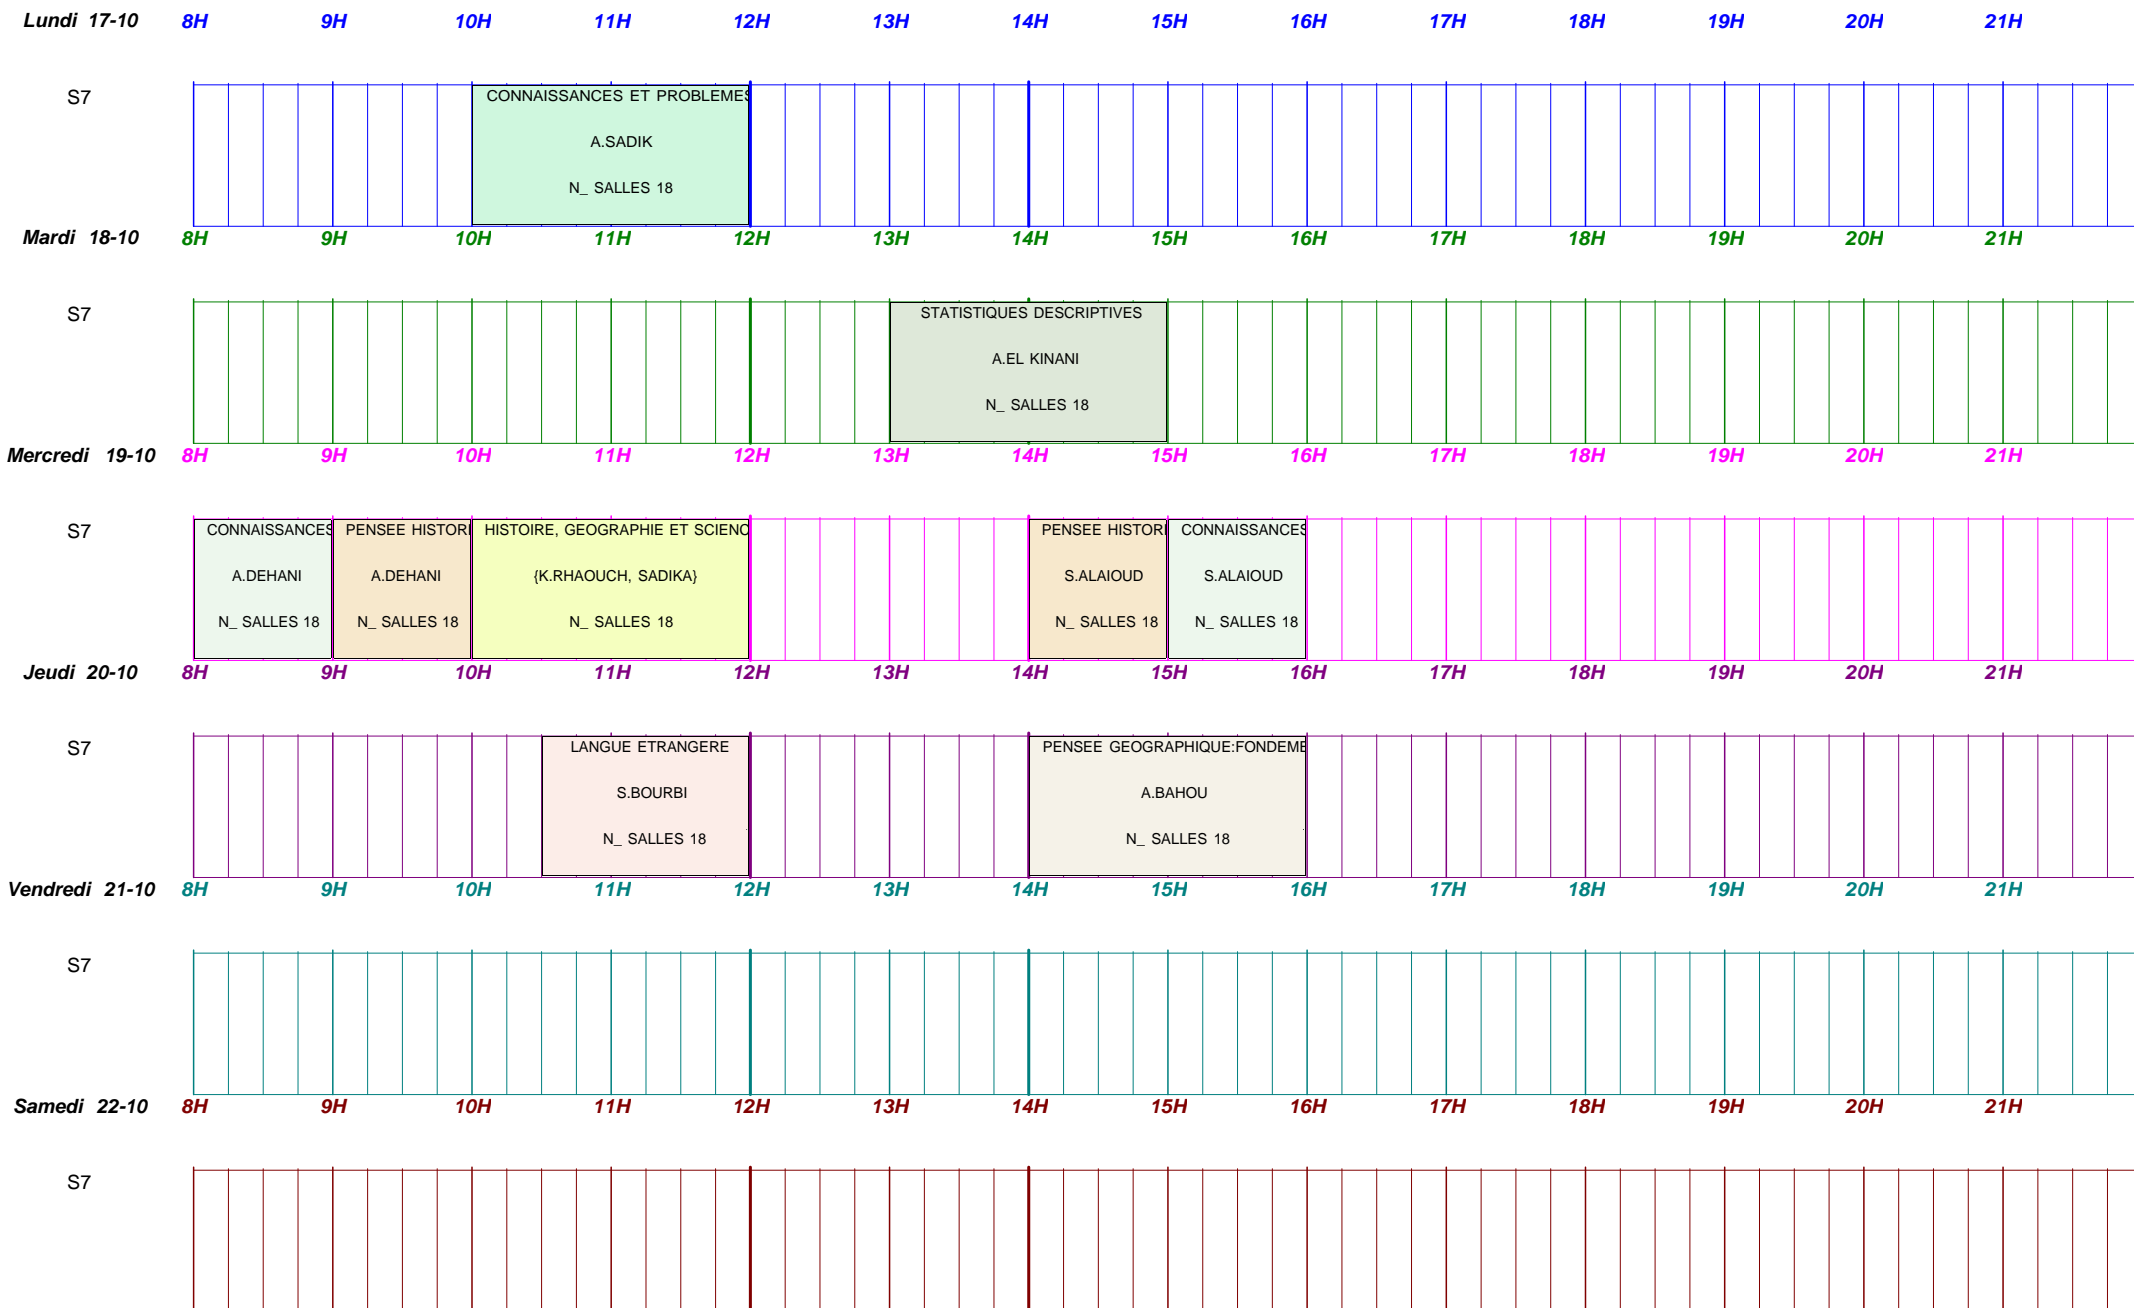 Lundi 17-10 8H 9H 10H 11H 12H 13H 14H 15H 16H 17H 18H 19H 20H 21H
S7 CONNAISSANCES ET PROBLEMES
A.SADIK
N_ SALLES 18
Mardi 18-10 8H 9H 10H 11H 12H 13H 14H 15H 16H 17H 18H 19H 20H 21H
S7 STATISTIQUES DESCRIPTIVES
A.EL KINANI
N_ SALLES 18
Mercredi 19-10 8H 9H 10H 11H 12H 13H 14H 15H 16H 17H 18H 19H 20H 21H
S7 CONNAISSANCES PENSEE HISTORI HISTOIRE, GEOGRAPHIE ET SCIENC PENSEE HISTORI CONNAISSANCES
A.DEHANI A.DEHANI {K.RHAOUCH, SADIKA} S.ALAIOUD S.ALAIOUD
N_ SALLES 18 N_ SALLES 18 N_ SALLES 18 N_ SALLES 18 N_ SALLES 18
Jeudi 20-10 8H 9H 10H 11H 12H 13H 14H 15H 16H 17H 18H 19H 20H 21H
S7 LANGUE ETRANGERE PENSEE GEOGRAPHIQUE:FONDEME
S.BOURBI A.BAHOU
N_ SALLES 18 N_ SALLES 18
Vendredi 21-10 8H 9H 10H 11H 12H 13H 14H 15H 16H 17H 18H 19H 20H 21H
S7
Samedi 22-10 8H 9H 10H 11H 12H 13H 14H 15H 16H 17H 18H 19H 20H 21H
S7